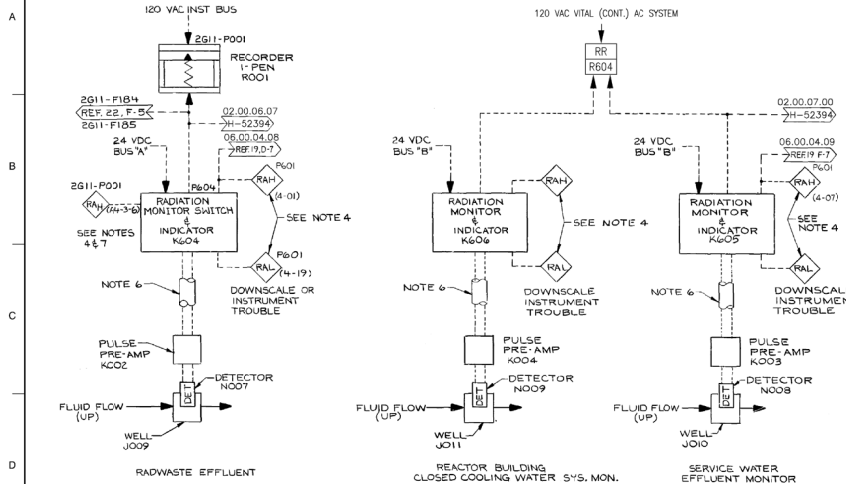 A
B
C
D
120 VAC INST BUS
2G11-P001
RECORDER
1-PEN
R001
2G11-F184
REF. 22, F-5
2G11-F185
02.00.06.07
H-52394
06.00.04.08
REF.19,D-7
24 VDC
BUS "A"
P604
P601
RAH
(4-01)
2G11-P001
RAH
(14-3-6)
SEE NOTES
4&7
RADIATION
MONITOR SWITCH
&
INDICATOR
K604
SEE NOTE 4
P601
RAL
(4-19)
DOWNSCALE OR
INSTRUMENT
TROUBLE
NOTE 6
PULSE
PRE-AMP
K002
DET
DETECTOR
N007
FLUID FLOW
(UP)
WELL
J009
RADWASTE EFFLUENT
120 VAC VITAL (CONT.) AC SYSTEM
RR
R604
24 VDC
BUS "B"
RADIATION
MONITOR
&
INDICATOR
K606
RAH
SEE NOTE 4
RAL
DOWNSCALE
INSTRUMENT
TROUBLE
NOTE 6
PULSE
PRE-AMP
K004
DET
DETECTOR
N009
FLUID FLOW
(UP)
WELL
J011
REACTOR BUILDING
CLOSED COOLING WATER SYS. MON.
02.00.07.00
H-52394
06.00.04.09
REF.19 F-7
24 VDC
BUS "B"
P601
RAH
(4-07)
RADIATION
MONITOR
&
INDICATOR
K605
SEE
NOTE 4
RAL
DOWNSCAL
INSTRUMEN
TROUBLE
NOTE 6
PULSE
PRE-AMP
K003
DET
DETECTOR
N008
FLUID FLOW
(UP)
WELL
J010
SERVICE WATER
EFFLUENT MONITOR